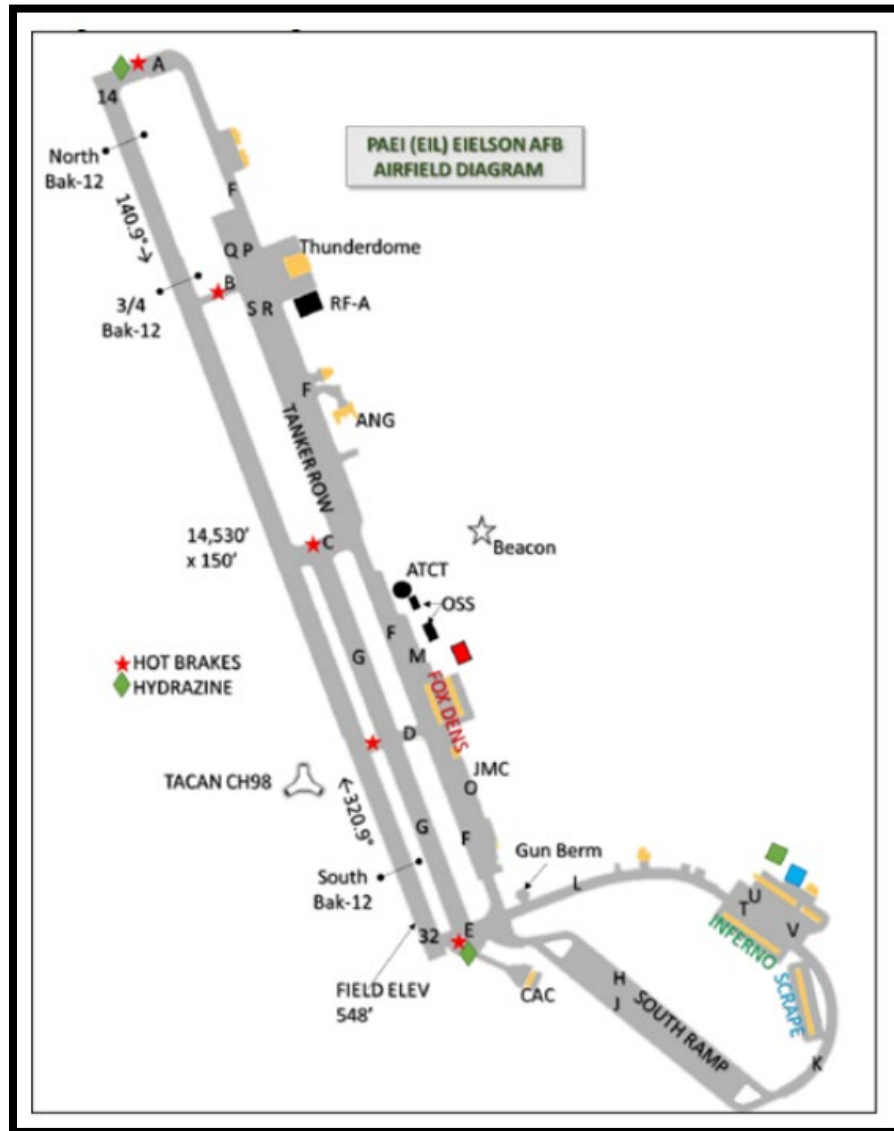 PAEI (EIL) EIELSON AFB
AIRFIELD DIAGRAM
A
14
North
Bak-12
140.9°→
F
Q P
Thunderdome
B
3/4
Bak-12
S R
RF-A
F
ANG
TANKER ROW
14,530'
x 150'
C
Beacon
ATCT
OSS
F
G
M
HOT BRAKES
HYDRAZINE
FOX DENS
D
TACAN CH98
JMC
O
←320.9°
G
F
Gun Berm
South
Bak-12
L
U
T
V
32
E
INFERNO
FIELD ELEV
548'
CAC
H
J
SOUTH RAMP
SCRAPE
K